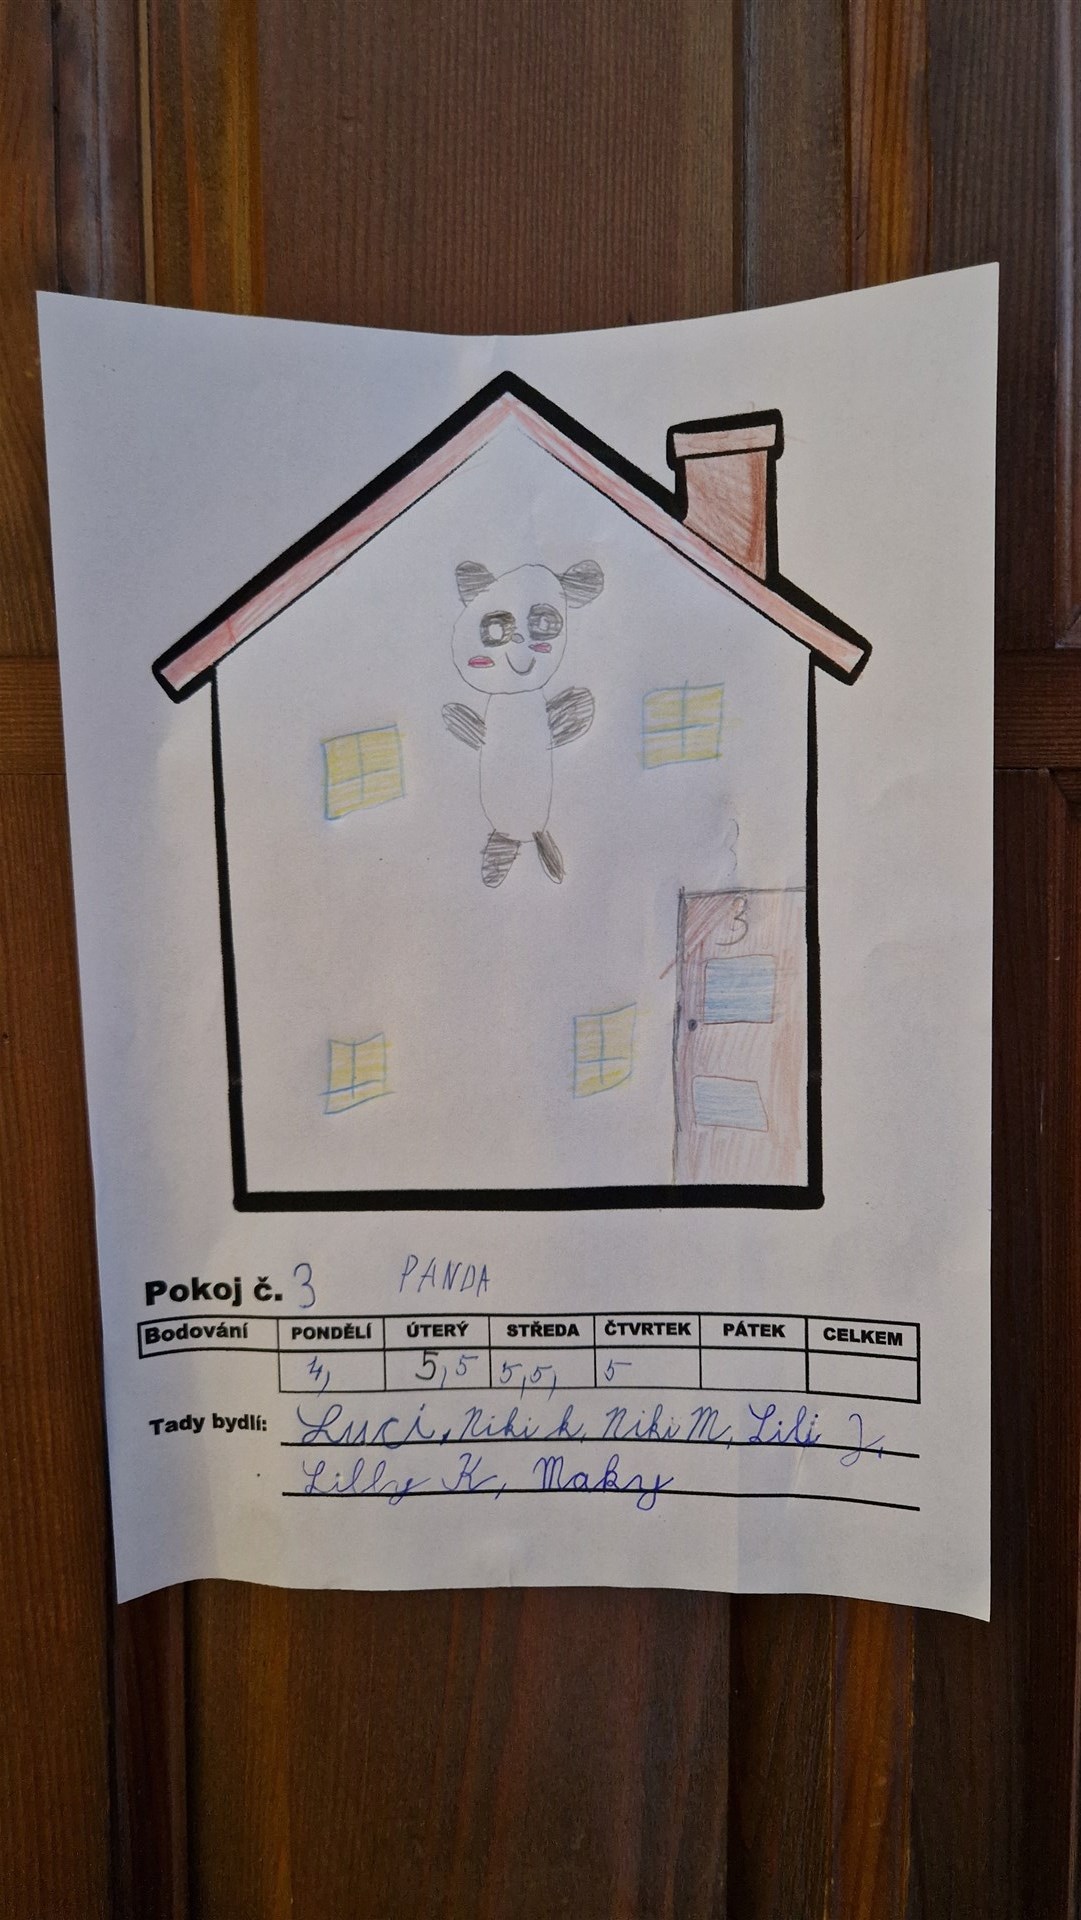 3
3
Pokoj č. 3 PANDA
Bodování PONDĚLÍ ÚTERÝ STŘEDA ČTVRTEK PÁTEK CELKEM
4, 5,5 5,5, 5
Tady bydlí: Luci, Niki K, Niki M, Lili J,
Lilly K, Maky